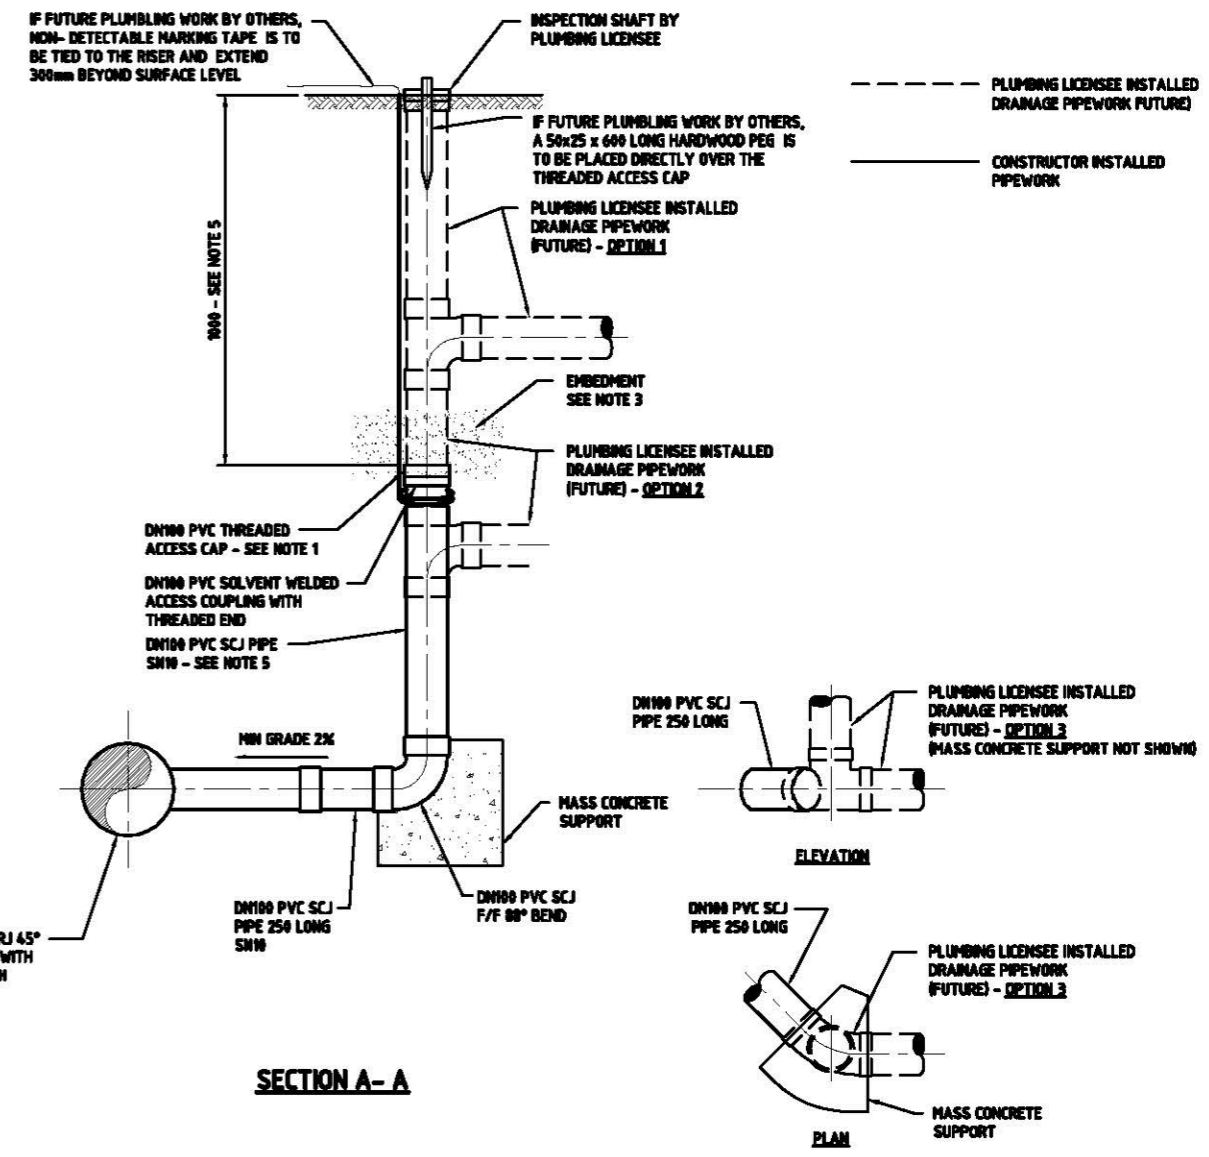 IF FUTURE PLUMBLING WORK BY OTHERS,
NON- DETECTABLE MARKING TAPE IS TO
BE TIED TO THE RISER AND EXTEND
300mm BEYOND SURFACE LEVEL
INSPECTION SHAFT BY
PLUMBING LICENSEE
PLUMBING LICENSEE INSTALLED
DRAINAGE PIPEWORK FUTURE)
IF FUTURE PLUMBLING WORK BY OTHERS,
A 50x25 x 600 LONG HARDWOOD PEG IS
TO BE PLACED DIRECTLY OVER THE
THREADED ACCESS CAP
CONSTRUCTOR INSTALLED
PIPEWORK
PLUMBING LICENSEE INSTALLED
DRAINAGE PIPEWORK
(FUTURE) - OPTION 1
1000 - SEE NOTE 5
EMBEDMENT
SEE NOTE 3
PLUMBING LICENSEE INSTALLED
DRAINAGE PIPEWORK
(FUTURE) - OPTION 2
DN100 PVC THREADED
ACCESS CAP - SEE NOTE 1
DN100 PVC SOLVENT WELDED
ACCESS COUPLING WITH
THREADED END
DN100 PVC SCJ PIPE
SN10 - SEE NOTE 5
MIN GRADE 2%
MASS CONCRETE
SUPPORT
DN100 PVC SCJ
PIPE 250 LONG
SN10
DN100 PVC SCJ
F/F 88° BEND
RJ 45°
WITH
H
SECTION A- A
DN100 PVC SCJ
PIPE 250 LONG
PLUMBING LICENSEE INSTALLED
DRAINAGE PIPEWORK
(FUTURE) - OPTION 3
(MASS CONCRETE SUPPORT NOT SHOWN)
ELEVATION
DN100 PVC SCJ
PIPE 250 LONG
PLUMBING LICENSEE INSTALLED
DRAINAGE PIPEWORK
(FUTURE) - OPTION 3
MASS CONCRETE
SUPPORT
PLAN